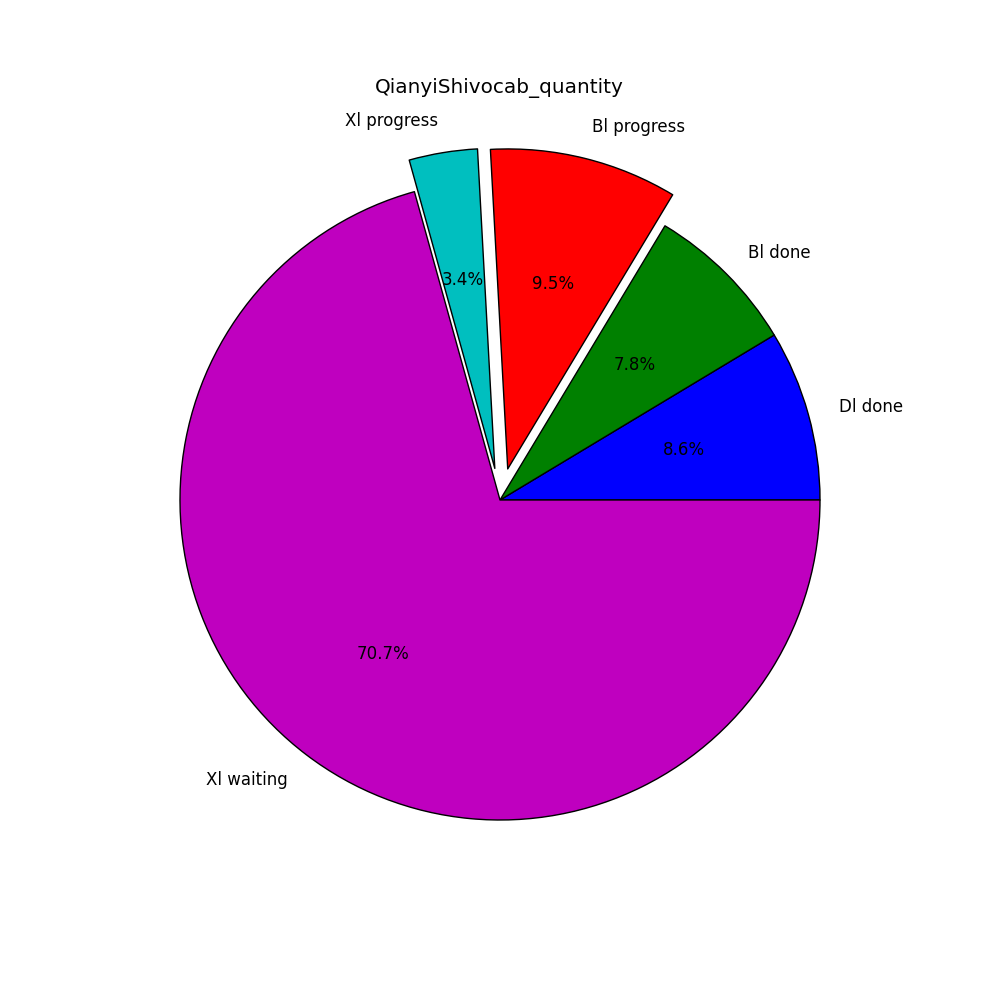 QianyiShivocab_quantity
Xl progress
Bl progress
Bl done
Dl done
3.4%
9.5%
7.8%
8.6%
70.7%
Xl waiting